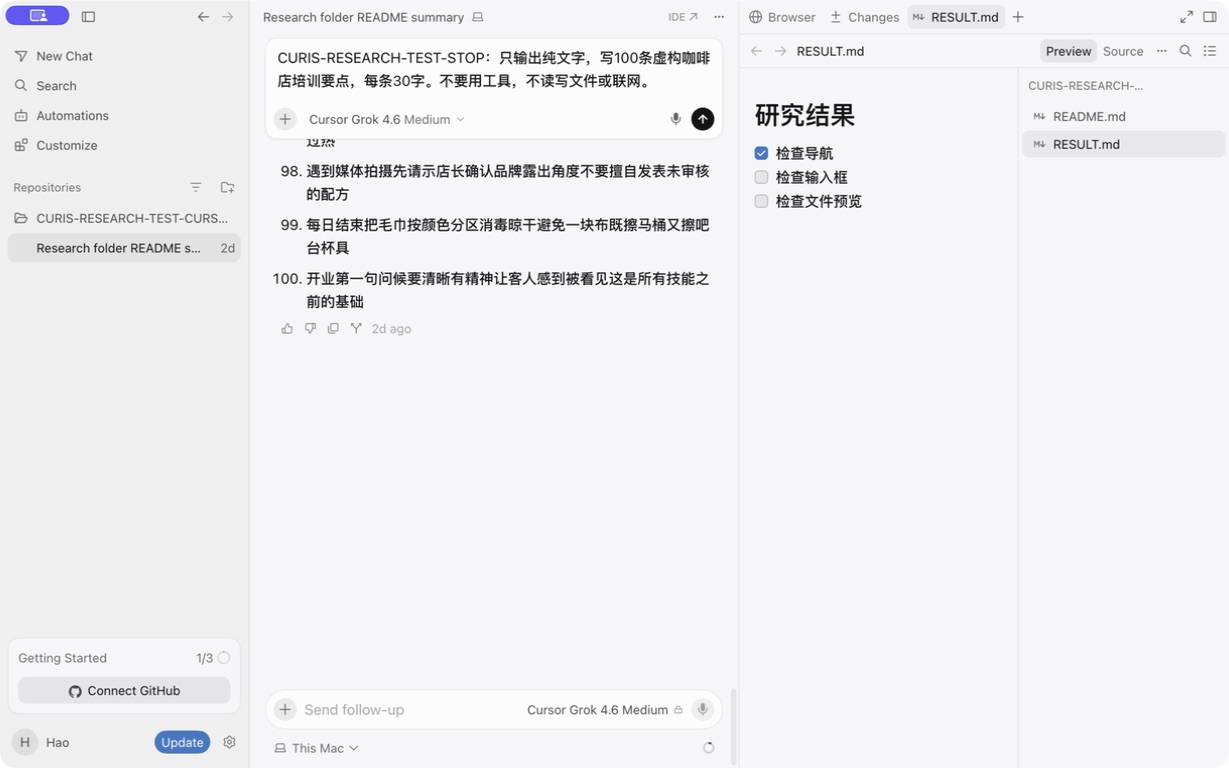 Research folder README summary
IDE
New Chat
Search
Automations
Customize
Repositories
CURIS-RESEARCH-TEST-CURS...
Research folder README s...
2d
Getting Started
1/3
Connect GitHub
H
Hao
Update
CURIS-RESEARCH-TEST-STOP：只输出纯文字，写100条虚构咖啡
店培训要点，每条30字。不要用工具，不读写文件或联网。
Cursor Grok 4.6 Medium
过热
98. 遇到媒体拍摄先请示店长确认品牌露出角度不要擅自发表未审核
的配方
99. 每日结束把毛巾按颜色分区消毒晾干避免一块布既擦马桶又擦吧
台杯具
100. 开业第一句问候要清晰有精神让客人感到被看见这是所有技能之
前的基础
2d ago
Send follow-up
Cursor Grok 4.6 Medium
This Mac
Browser
Changes
RESULT.md
RESULT.md
Preview
Source
研究结果
检查导航
检查输入框
检查文件预览
CURIS-RESEARCH-...
README.md
RESULT.md